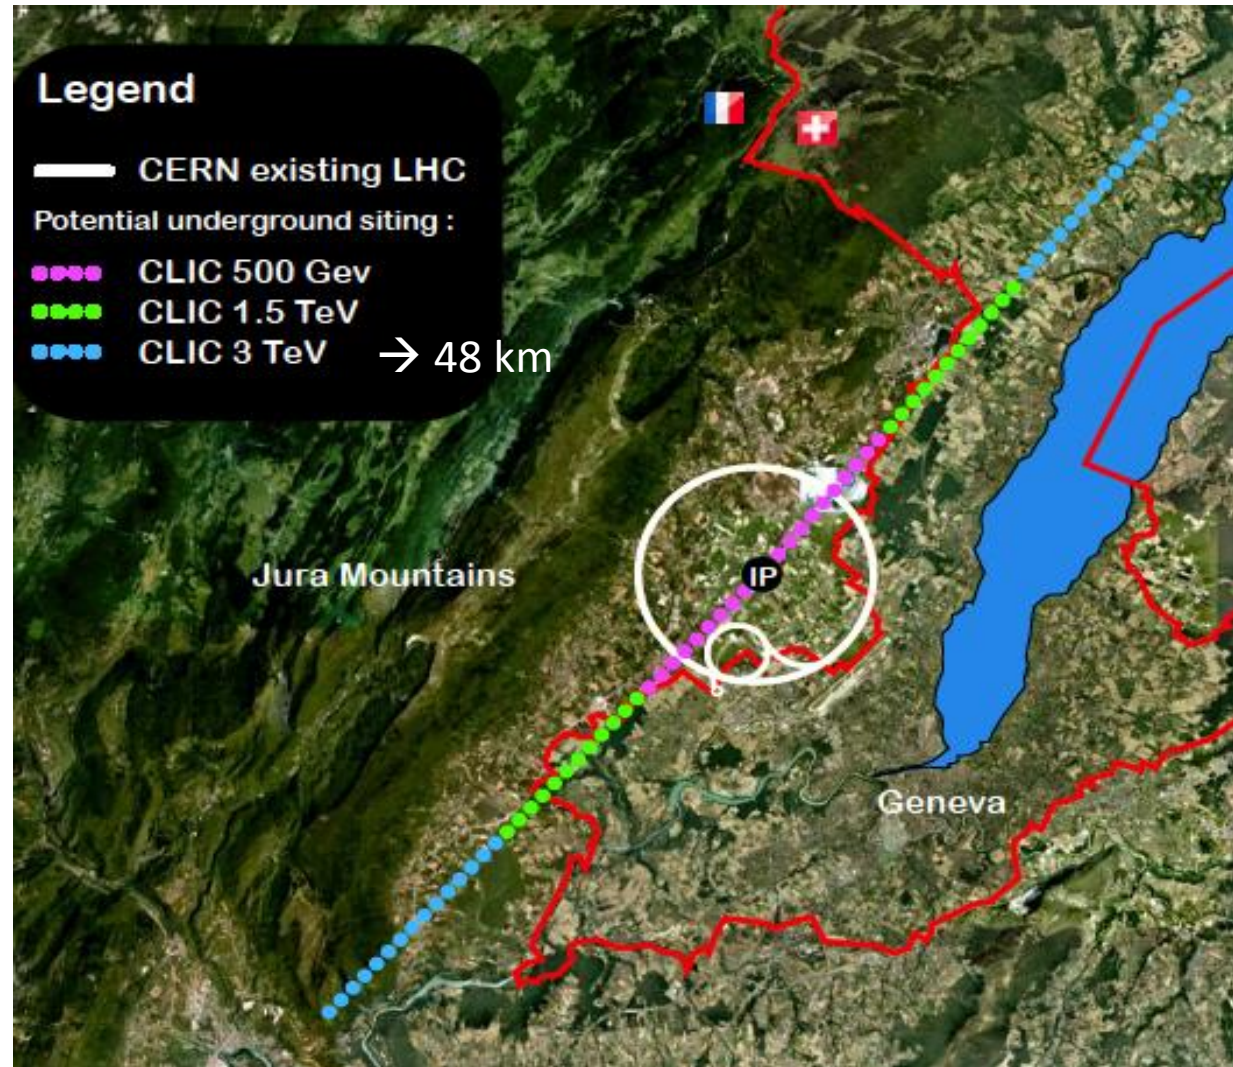 Legend
CERN existing LHC
Potential underground siting :
CLIC 500 Gev
CLIC 1.5 TeV
CLIC 3 TeV → 48 km
Jura Mountains
IP
Geneva